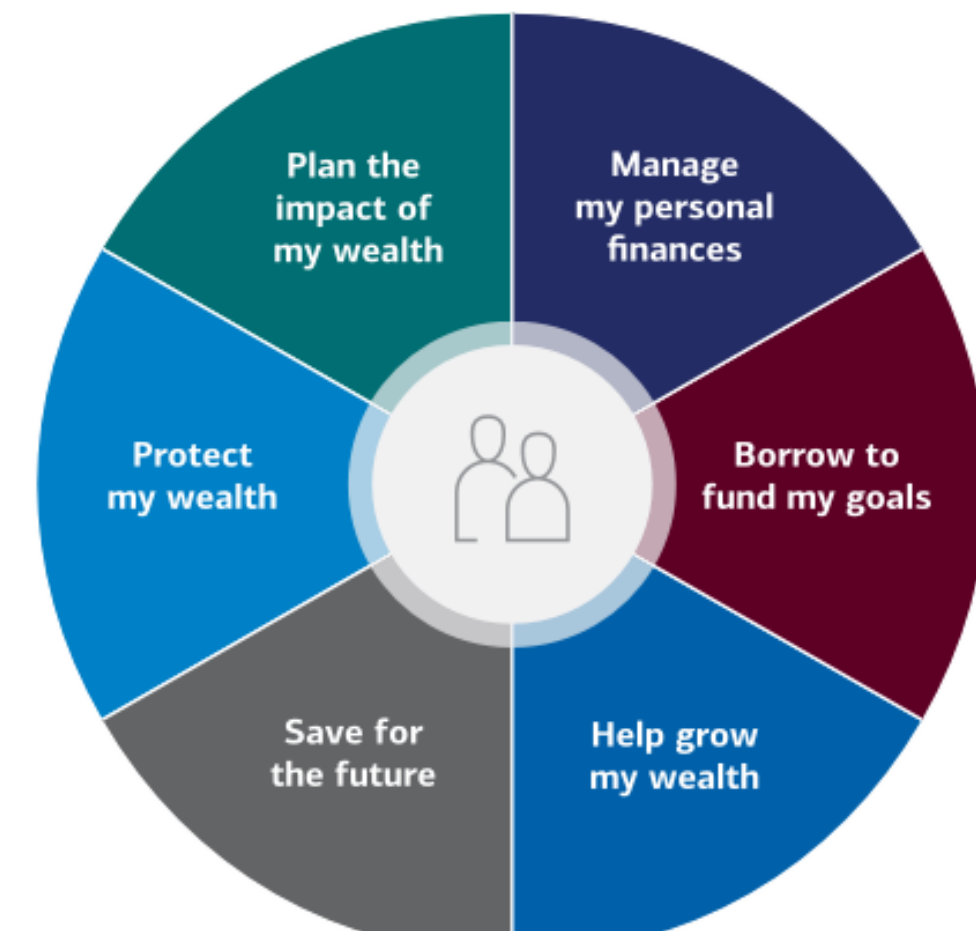 Plan the
impact of
my wealth
Manage
my personal
finances
Protect
my wealth
Borrow to
fund my goals
Save for
the future
Help grow
my wealth